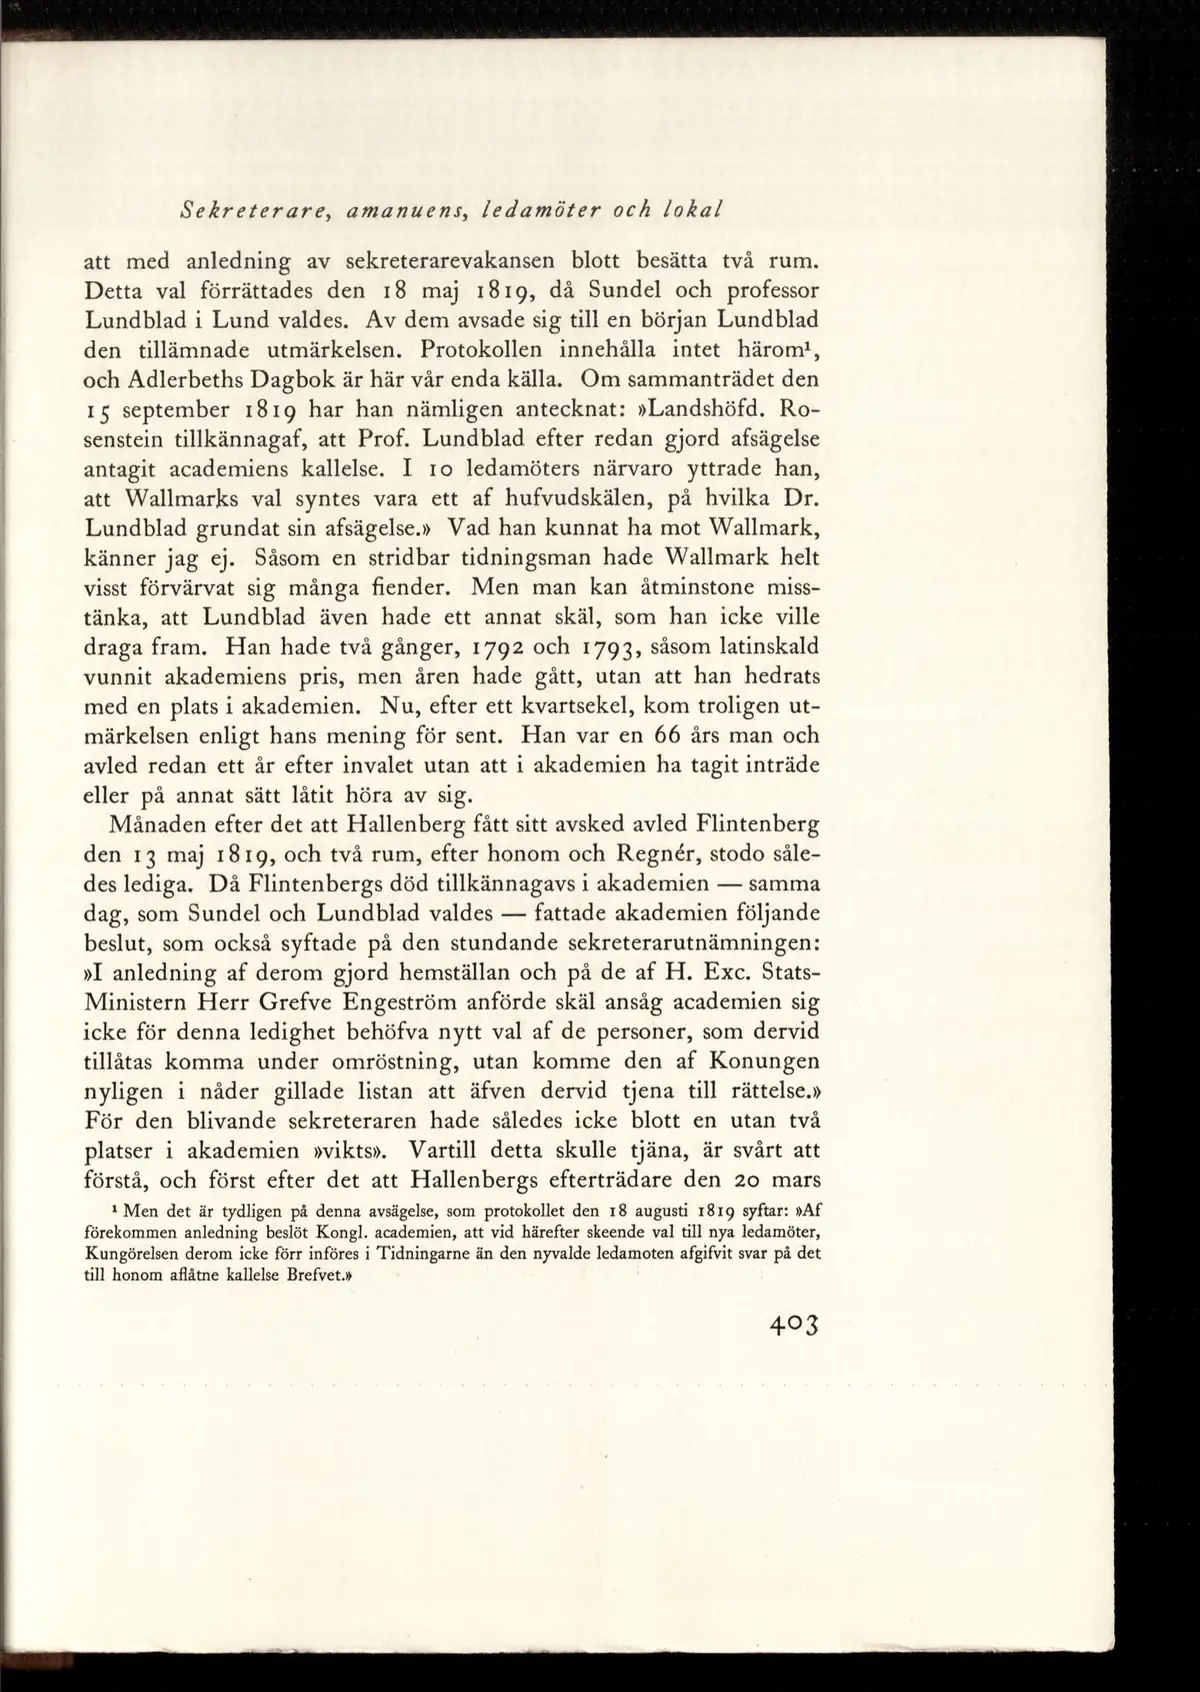 Sekreterare, amanuens, ledamöter och lokal
att med anledning av sekreterarevakansen blott besätta två rum.
Detta val förrättades den 18 maj 1819, då Sundel och professor
Lundblad i Lund valdes. Av dem avsade sig till en början Lundblad
den tillämnade utmärkelsen. Protokollen innehålla intet härom¹,
och Adlerbeths Dagbok är här vår enda källa. Om sammanträdet den
15 september 1819 har han nämligen antecknat: »Landshöfd. Ro-
senstein tillkännagaf, att Prof. Lundblad efter redan gjord afsägelse
antagit academiens kallelse. I 10 ledamöters närvaro yttrade han,
att Wallmarks val syntes vara ett af hufvudskälen, på hvilka Dr.
Lundblad grundat sin afsägelse.» Vad han kunnat ha mot Wallmark,
känner jag ej. Såsom en stridbar tidningsman hade Wallmark helt
visst förvärvat sig många fiender. Men man kan åtminstone miss-
tänka, att Lundblad även hade ett annat skäl, som han icke ville
draga fram. Han hade två gånger, 1792 och 1793, såsom latinskald
vunnit akademiens pris, men åren hade gått, utan att han hedrats
med en plats i akademien. Nu, efter ett kvartsekel, kom troligen ut-
märkelsen enligt hans mening för sent. Han var en 66 års man och
avled redan ett år efter invalet utan att i akademien ha tagit inträde
eller på annat sätt låtit höra av sig.
Månaden efter det att Hallenberg fått sitt avsked avled Flintenberg
den 13 maj 1819, och två rum, efter honom och Regnér, stodo såle-
des lediga. Då Flintenbergs död tillkännagavs i akademien — samma
dag, som Sundel och Lundblad valdes — fattade akademien följande
beslut, som också syftade på den stundande sekreterarutnämningen:
»I anledning af derom gjord hemställan och på de af H. Exc. Stats-
Ministern Herr Grefve Engeström anförde skäl ansåg academien sig
icke för denna ledighet behöfva nytt val af de personer, som dervid
tillåtas komma under omröstning, utan komme den af Konungen
nyligen i nåder gillade listan att äfven dervid tjena till rättelse.»
För den blivande sekreteraren hade således icke blott en utan två
platser i akademien »vikts». Vartill detta skulle tjäna, är svårt att
förstå, och först efter det att Hallenbergs efterträdare den 20 mars
¹ Men det är tydligen på denna avsägelse, som protokollet den 18 augusti 1819 syftar: »Af
förekommen anledning beslöt Kongl. academien, att vid härefter skeende val till nya ledamöter,
Kungörelsen derom icke förr införes i Tidningarne än den nyvalde ledamoten afgifvit svar på det
till honom aflåtne kallelse Brefvet.»
403